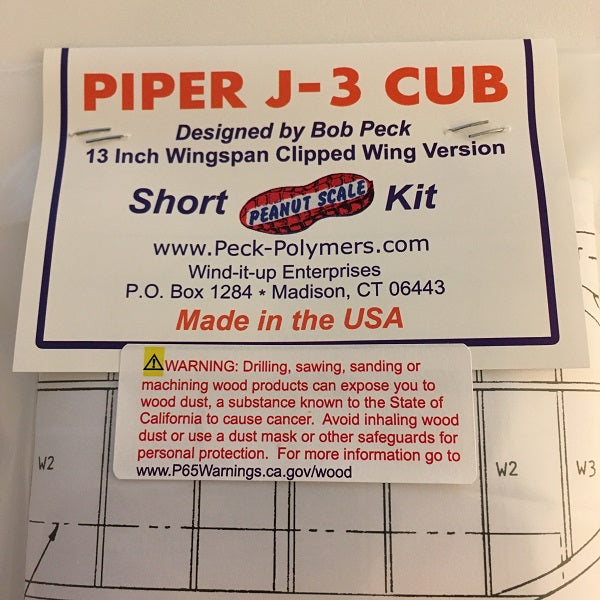 PIPER J-3 CUB
Designed by Bob Peck
13 Inch Wingspan Clipped Wing Version
Short PEANUT SCALE Kit
www.Peck-Polymers.com
Wind-it-up Enterprises
P.O. Box 1284 * Madison, CT 06443
Made in the USA
WARNING: Drilling, sawing, sanding or
machining wood products can expose you to
wood dust, a substance known to the State of
California to cause cancer. Avoid inhaling wood
dust or use a dust mask or other safeguards for
personal protection. For more information go to
www.P65Warnings.ca.gov/wood
W2 W2 W3